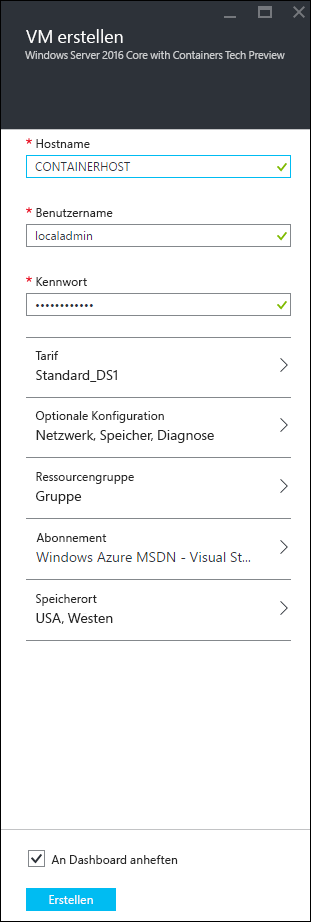 VM erstellen
Windows Server 2016 Core with Containers Tech Preview
* Hostname
CONTAINERHOST
* Benutzername
localadmin
* Kennwort
••••••••••••
Tarif
Standard_DS1
Optionale Konfiguration
Netzwerk, Speicher, Diagnose
Ressourcengruppe
Gruppe
Abonnement
Windows Azure MSDN - Visual St...
Speicherort
USA, Westen
An Dashboard anheften
Erstellen